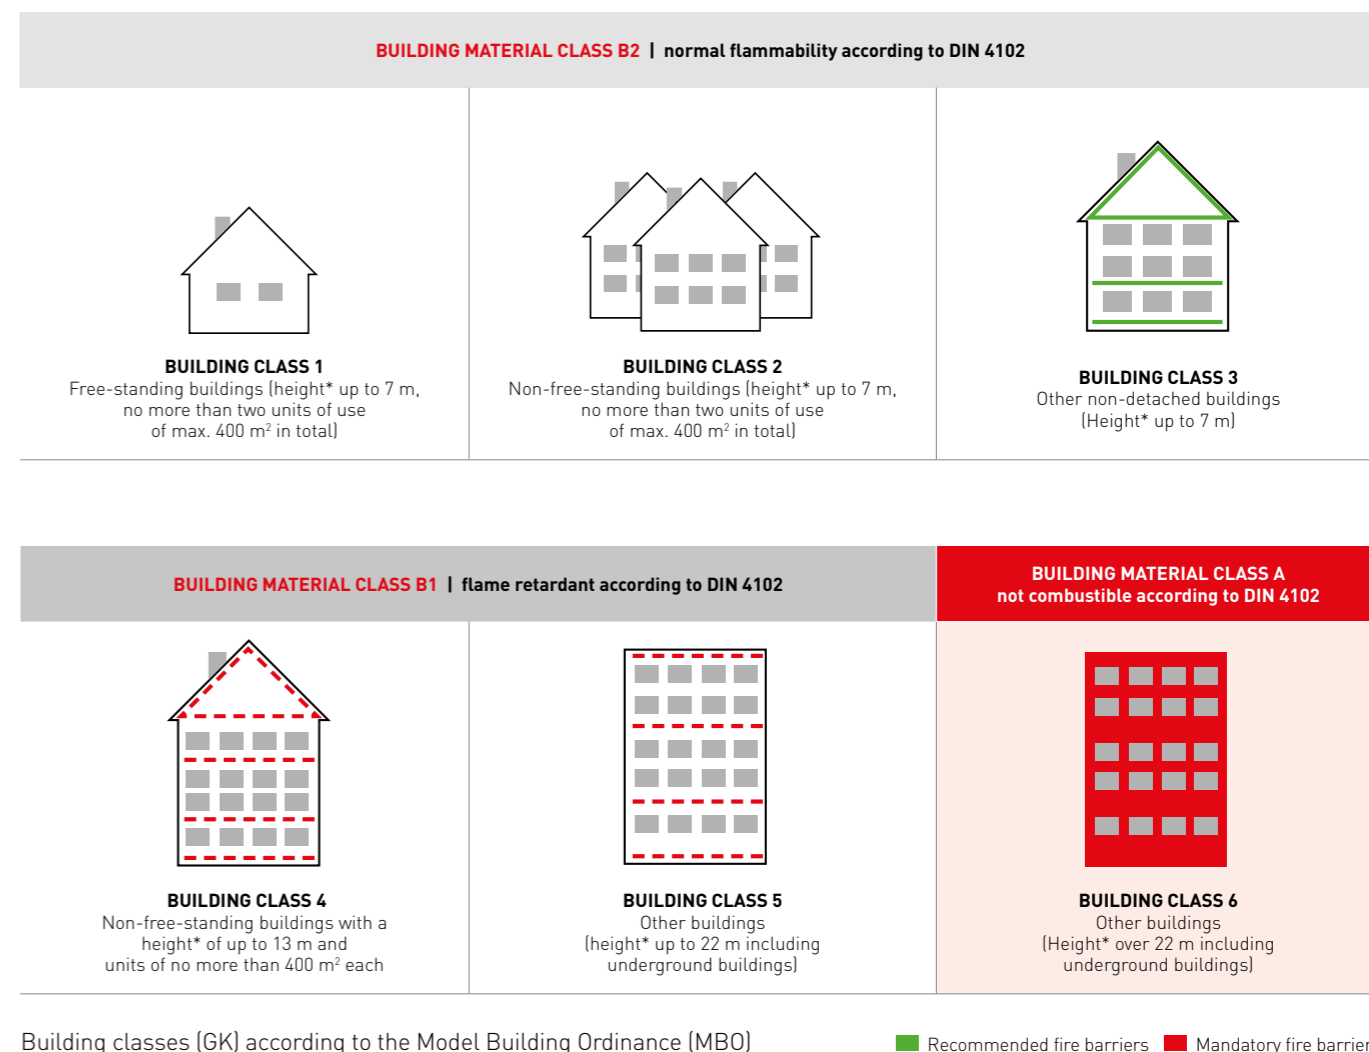 BUILDING MATERIAL CLASS B2 | normal flammability according to DIN 4102
BUILDING CLASS 1
Free-standing buildings (height* up to 7 m,
no more than two units of use
of max. 400 m² in total)
BUILDING CLASS 2
Non-free-standing buildings (height* up to 7 m,
no more than two units of use
of max. 400 m² in total)
BUILDING CLASS 3
Other non-detached buildings
(Height* up to 7 m)
BUILDING MATERIAL CLASS B1 | flame retardant according to DIN 4102
BUILDING MATERIAL CLASS A
not combustible according to DIN 4102
BUILDING CLASS 4
Non-free-standing buildings with a
height* of up to 13 m and
units of no more than 400 m² each
BUILDING CLASS 5
Other buildings
(height* up to 22 m including
underground buildings)
BUILDING CLASS 6
Other buildings
(Height* over 22 m including
underground buildings)
Building classes (GK) according to the Model Building Ordinance (MBO)
Recommended fire barriers
Mandatory fire barrier